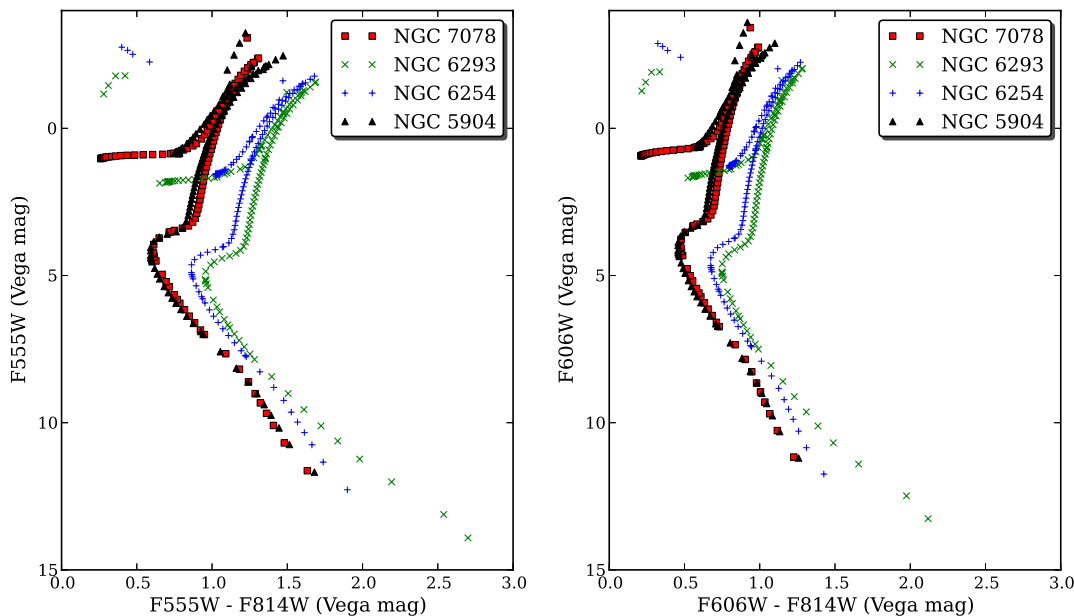 NGC 7078
NGC 6293
NGC 6254
NGC 5904
0
5
10
15
0.0 0.5 1.0 1.5 2.0 2.5 3.0
F555W (Vega mag)
F555W - F814W (Vega mag)
NGC 7078
NGC 6293
NGC 6254
NGC 5904
0
5
10
15
0.0 0.5 1.0 1.5 2.0 2.5 3.0
F606W (Vega mag)
F606W - F814W (Vega mag)